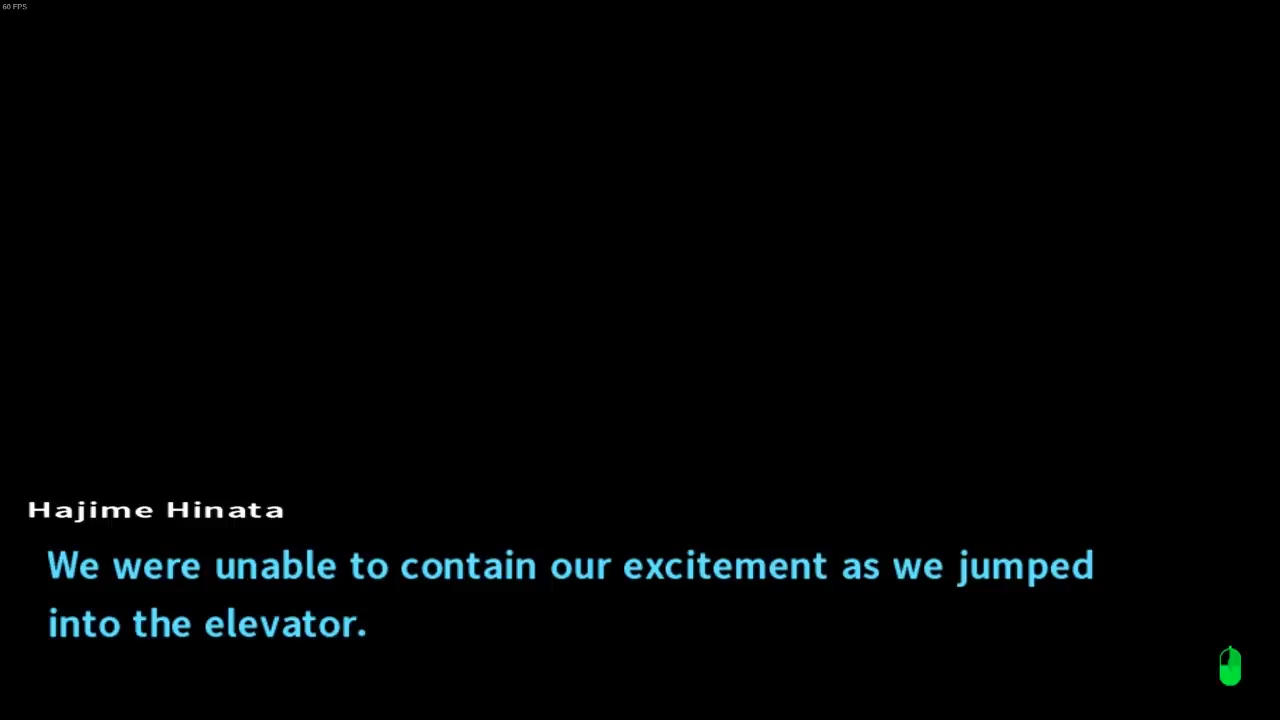 60 FPS
Hajime Hinata
We were unable to contain our excitement as we jumped
into the elevator.